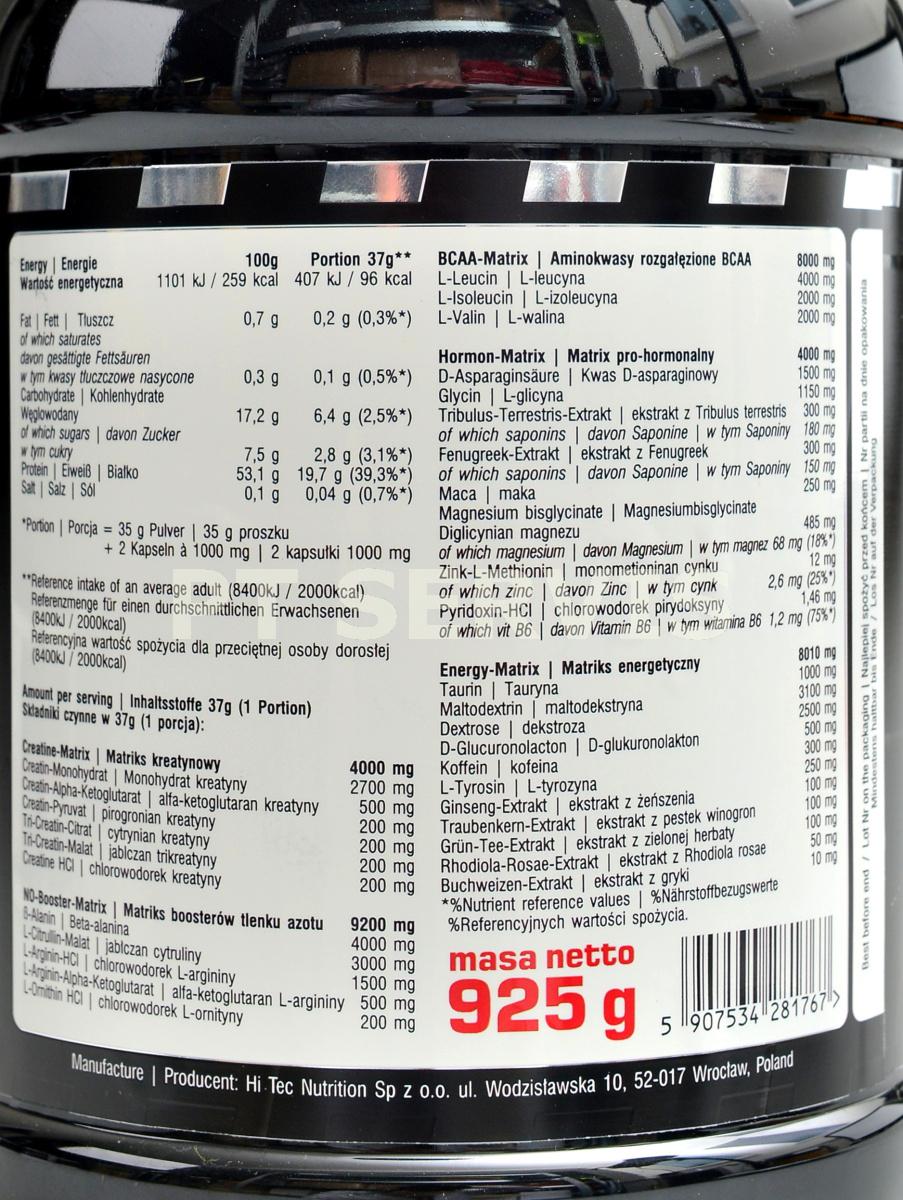 100g Portion 37g**
Energy | Energie
Wartość energetyczna 1101 kJ / 259 kcal 407 kJ / 96 kcal
Fat | Fett | Tłuszcz 0,7 g 0,2 g (0,3%*)
of which saturates
davon gesättigte Fettsäuren
w tym kwasy tłuczczowe nasycone 0,3 g 0,1 g (0,5%*)
Carbohydrate | Kohlenhydrate
Węglowodany 17,2 g 6,4 g (2,5%*)
of which sugars | davon Zucker
w tym cukry 7,5 g 2,8 g (3,1%*)
Protein | Eiweiß | Białko 53,1 g 19,7 g (39,3%*)
Salt | Salz | Sól 0,1 g 0,04 g (0,7%*)
*Portion | Porcja = 35 g Pulver | 35 g proszku
+ 2 Kapseln à 1000 mg | 2 kapsułki 1000 mg
**Reference intake of an average adult (8400kJ / 2000kcal)
Referenzmenge für einen durchschnittlichen Erwachsenen
(8400kJ / 2000kcal)
Referencyjna wartość spożycia dla przeciętnej osoby dorosłej
(8400kJ / 2000kcal)
Amount per serving | Inhaltsstoffe 37g (1 Portion)
Składniki czynne w 37g (1 porcja):
Creatine-Matrix | Matriks kreatynowy 4000 mg
Creatin-Monohydrat | Monohydrat kreatyny 2700 mg
Creatin-Alpha-Ketoglutarat | alfa-ketoglutaran kreatyny 500 mg
Creatin-Pyruvat | pirogronian kreatyny 200 mg
Tri-Creatin-Citrat | cytrynian kreatyny 200 mg
Tri-Creatin-Malat | jabłczan trikreatyny 200 mg
Creatine HCl | chlorowodorek kreatyny 200 mg
NO-Booster-Matrix | Matriks boosterów tlenku azotu 9200 mg
ß-Alanin | Beta-alanina 4000 mg
L-Citrullin-Malat | jabłczan cytruliny 3000 mg
L-Arginin-HCl | chlorowodorek L-argininy 1500 mg
L-Arginin-Alpha-Ketoglutarat | alfa-ketoglutaran L-argininy 500 mg
L-Ornithin HCl | chlorowodorek L-ornityny 200 mg
BCAA-Matrix | Aminokwasy rozgałęzione BCAA 8000 mg
L-Leucin | L-leucyna 4000 mg
L-Isoleucin | L-izoleucyna 2000 mg
L-Valin | L-walina 2000 mg
Hormon-Matrix | Matrix pro-hormonalny 4000 mg
D-Asparaginsäure | Kwas D-asparaginowy 1500 mg
Glycin | L-glicyna 1150 mg
Tribulus-Terrestris-Extrakt | ekstrakt z Tribulus terrestris 300 mg
of which saponins | davon Saponine | w tym Saponiny 180 mg
Fenugreek-Extrakt | ekstrakt z Fenugreek 300 mg
of which saponins | davon Saponine | w tym Saponiny 150 mg
Maca | maka 250 mg
Magnesium bisglycinate | Magnesiumbisglycinate
Diglicynian magnezu 485 mg
of which magnesium | davon Magnesium | w tym magnez 68 mg (18%*)
Zink-L-Methionin | monometioninan cynku 12 mg
of which zinc | davon Zinc | w tym cynk 2,6 mg (25%*)
Pyridoxin-HCl | chlorowodorek pirydoksyny 1,46 mg
of which vit B6 | davon Vitamin B6 | w tym witamina B6 1,2 mg (75%*)
Energy-Matrix | Matriks energetyczny 8010 mg
Taurin | Tauryna 1000 mg
Maltodextrin | maltodekstryna 3100 mg
Dextrose | dekstroza 2500 mg
D-Glucuronolacton | D-glukuronolakton 500 mg
Koffein | kofeina 300 mg
L-Tyrosin | L-tyrozyna 250 mg
Ginseng-Extrakt | ekstrakt z żeńszenia 100 mg
Traubenkern-Extrakt | ekstrakt z pestek winogron 100 mg
Grün-Tee-Extrakt | ekstrakt z zielonej herbaty 100 mg
Rhodiola-Rosae-Extrakt | ekstrakt z Rhodiola rosae 50 mg
Buchweizen-Extrakt | ekstrakt z gryki 10 mg
*%Nutrient reference values | %Nährstoffbezugswerte
%Referencyjnych wartości spożycia.
masa netto
925 g
5 907534 281767 >
Best before end / Lot Nr on the packaging | Najlepiej spożyć przed końcem | Nr partii na dnie opakowania
Mindestens haltbar bis Ende / Los Nr auf der Verpackung
Manufacture | Producent: Hi Tec Nutrition Sp z o.o. ul. Wodzisławska 10, 52-017 Wrocław, Poland